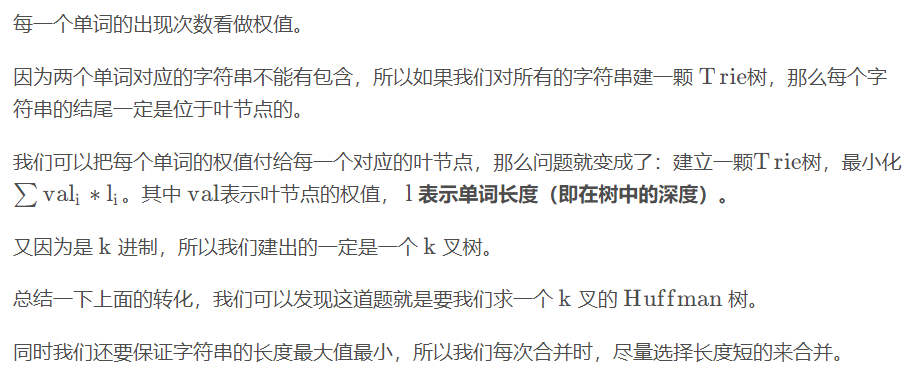 每一个单词的出现次数看做权值。
因为两个单词对应的字符串不能有包含，所以如果我们对所有的字符串建一颗 Trie树，那么每个字
符串的结尾一定是位于叶节点的。
我们可以把每个单词的权值付给每一个对应的叶节点，那么问题就变成了：建立一颗Trie树，最小化
∑ val_i * l_i 。其中 val表示叶节点的权值， l 表示单词长度（即在树中的深度）。
又因为是 k 进制，所以我们建出的一定是一个 k 叉树。
总结一下上面的转化，我们可以发现这道题就是要我们求一个 k 叉的 Huffman 树。
同时我们还要保证字符串的长度最大值最小，所以我们每次合并时，尽量选择长度短的来合并。